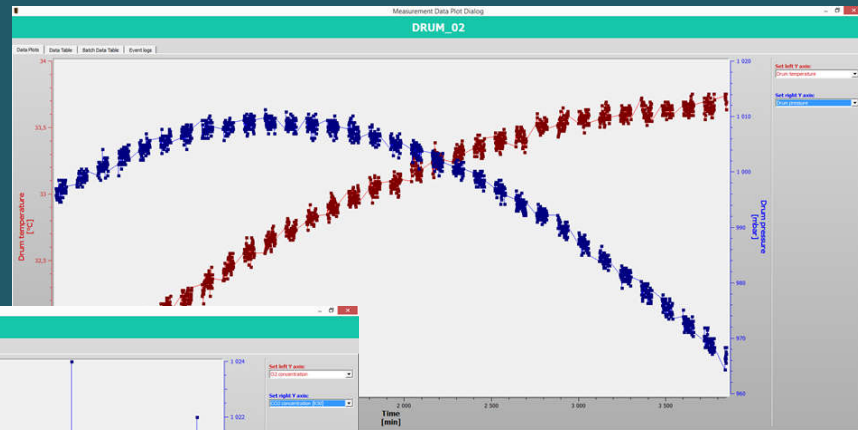 Measurement Data Plot Dialog
DRUM_02
Data Plots
Data Table
Batch Data Table
Event logs
34
33,5
33
32,5
Drum temperature
[°C]
1 020
1 010
1 000
990
980
970
960
Drum pressure
[mbar]
Set left Y axis:
Drum temperature
Set right Y axis:
Drum pressure
2 000
2 500
3 000
3 500
Time
[min]
1 024
1 022
Set left Y axis:
O2 concentration
Set right Y axis: